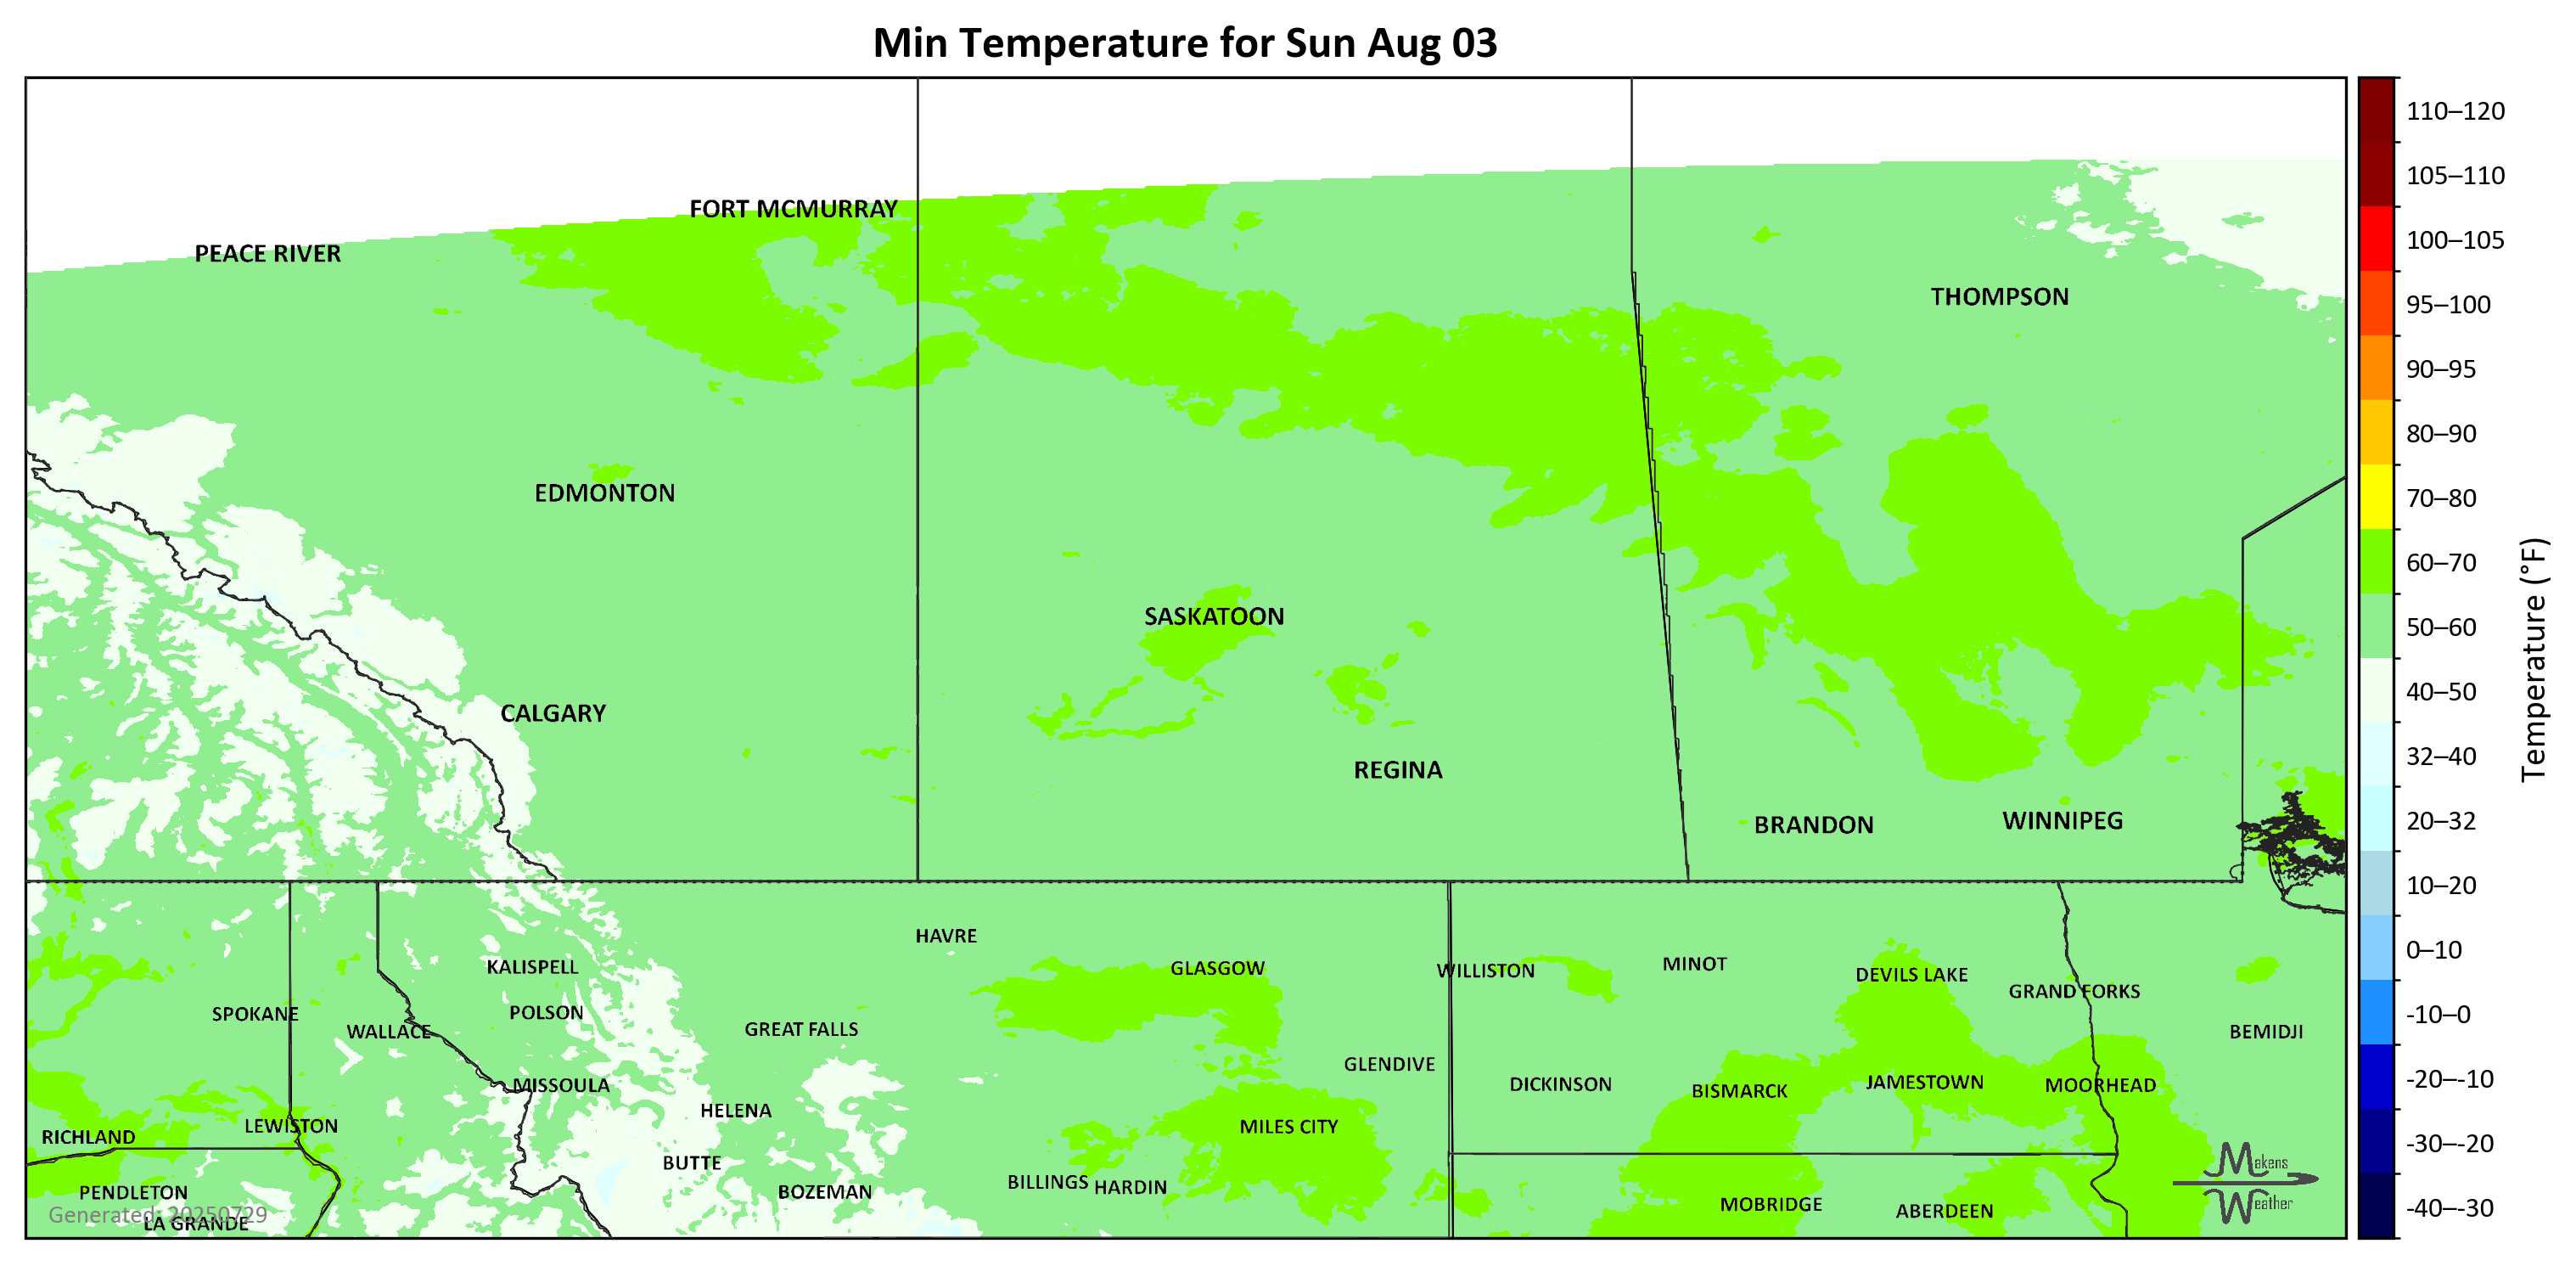 Min Temperature for Sun Aug 03
110–120
105–110
100–105
95–100
90–95
80–90
70–80
60–70
50–60
40–50
32–40
20–32
10–20
0–10
-10–0
-20–-10
-30–-20
-40–-30
Temperature (°F)
FORT MCMURRAY
PEACE RIVER
THOMPSON
EDMONTON
SASKATOON
CALGARY
REGINA
BRANDON
WINNIPEG
HAVRE
KALISPELL
GLASGOW
WILLISTON
MINOT
DEVILS LAKE
GRAND FORKS
SPOKANE
POLSON
WALLACE
GREAT FALLS
BEMIDJI
GLENDIVE
MISSOULA
DICKINSON
BISMARCK
JAMESTOWN
MOORHEAD
HELENA
LEWISTON
MILES CITY
RICHLAND
BUTTE
BILLINGS
HARDIN
PENDLETON
BOZEMAN
MOBRIDGE
ABERDEEN
LA GRANDE
Generated: 20250729
Makens
Weather